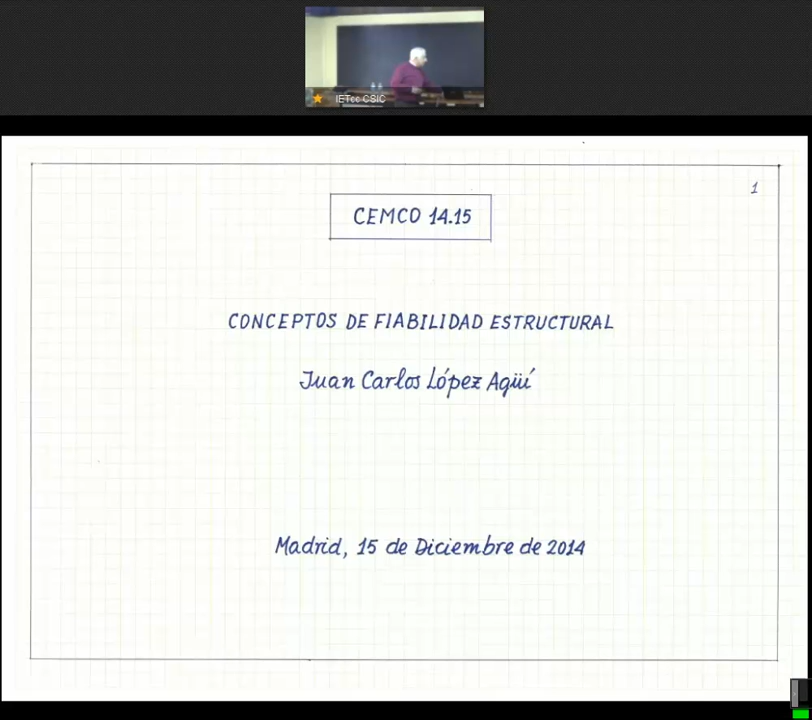 IETcc CSIC
1
CEMCO 14.15
CONCEPTOS DE FIABILIDAD ESTRUCTURAL
Juan Carlos López Agüí
Madrid, 15 de Diciembre de 2014